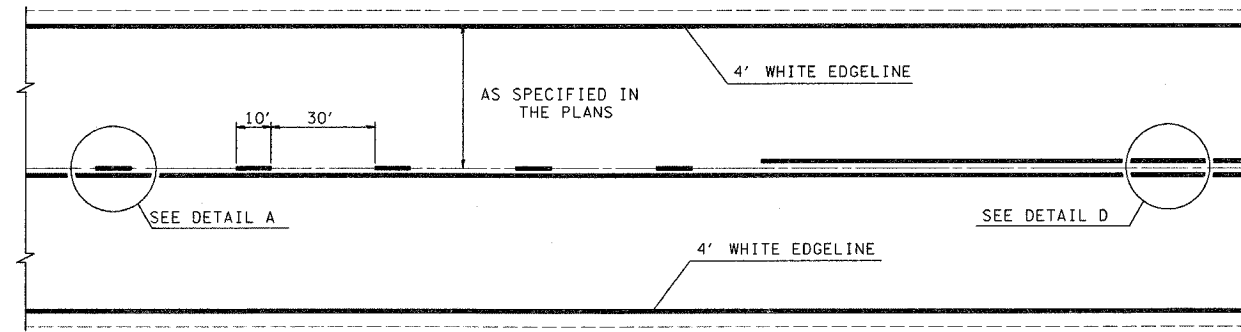 4' WHITE EDGELINE
AS SPECIFIED IN
THE PLANS
10'
30'
SEE DETAIL A
SEE DETAIL D
4' WHITE EDGELINE